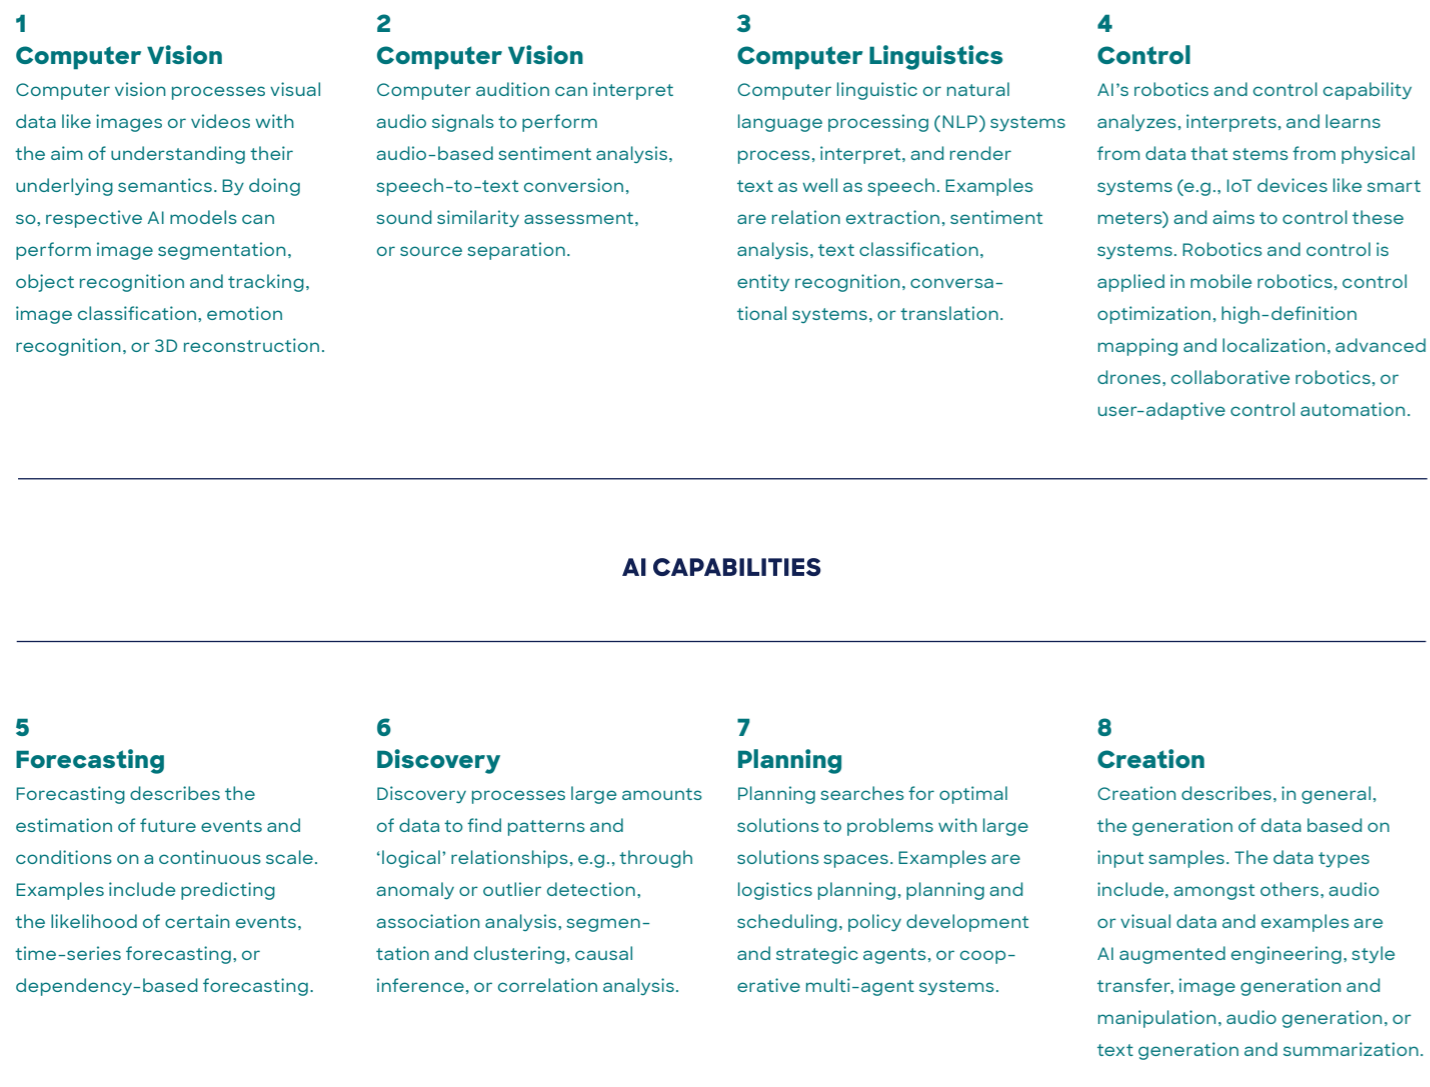 1
Computer Vision
Computer vision processes visual
data like images or videos with
the aim of understanding their
underlying semantics. By doing
so, respective AI models can
perform image segmentation,
object recognition and tracking,
image classification, emotion
recognition, or 3D reconstruction.
2
Computer Vision
Computer audition can interpret
audio signals to perform
audio-based sentiment analysis,
speech-to-text conversion,
sound similarity assessment,
or source separation.
3
Computer Linguistics
Computer linguistic or natural
language processing (NLP) systems
process, interpret, and render
text as well as speech. Examples
are relation extraction, sentiment
analysis, text classification,
entity recognition, conversa-
tional systems, or translation.
4
Control
AI’s robotics and control capability
analyzes, interprets, and learns
from data that stems from physical
systems (e.g., IoT devices like smart
meters) and aims to control these
systems. Robotics and control is
applied in mobile robotics, control
optimization, high-definition
mapping and localization, advanced
drones, collaborative robotics, or
user-adaptive control automation.
AI CAPABILITIES
5
Forecasting
Forecasting describes the
estimation of future events and
conditions on a continuous scale.
Examples include predicting
the likelihood of certain events,
time-series forecasting, or
dependency-based forecasting.
6
Discovery
Discovery processes large amounts
of data to find patterns and
‘logical’ relationships, e.g., through
anomaly or outlier detection,
association analysis, segmen-
tation and clustering, causal
inference, or correlation analysis.
7
Planning
Planning searches for optimal
solutions to problems with large
solutions spaces. Examples are
logistics planning, planning and
scheduling, policy development
and strategic agents, or coop-
erative multi-agent systems.
8
Creation
Creation describes, in general,
the generation of data based on
input samples. The data types
include, amongst others, audio
or visual data and examples are
AI augmented engineering, style
transfer, image generation and
manipulation, audio generation, or
text generation and summarization.